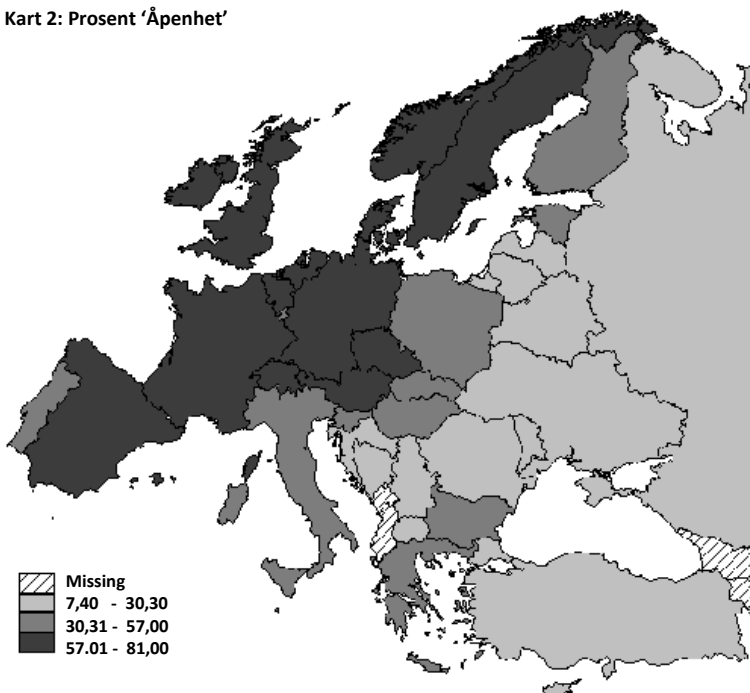 Kart 2: Prosent ‘Åpenhet’
Missing
7,40 - 30,30
30,31 - 57,00
57.01 - 81,00